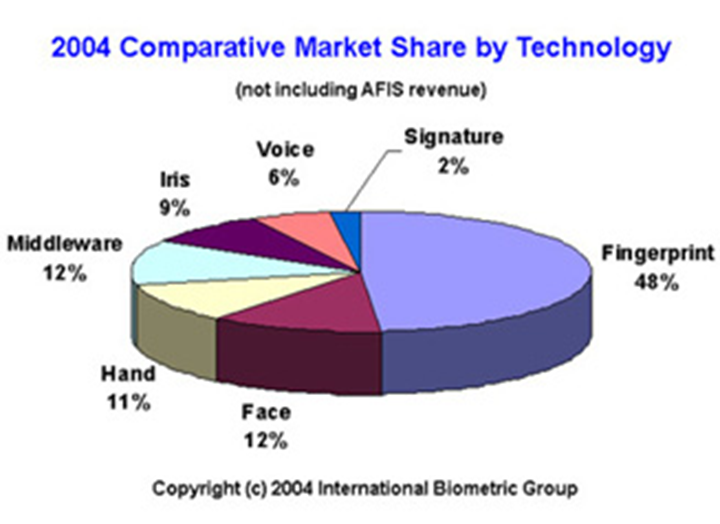 2004 Comparative Market Share by Technology
(not including AFIS revenue)
Signature
2%
Voice
6%
Iris
9%
Middleware
12%
Fingerprint
48%
Hand
11%
Face
12%
Copyright (c) 2004 International Biometric Group